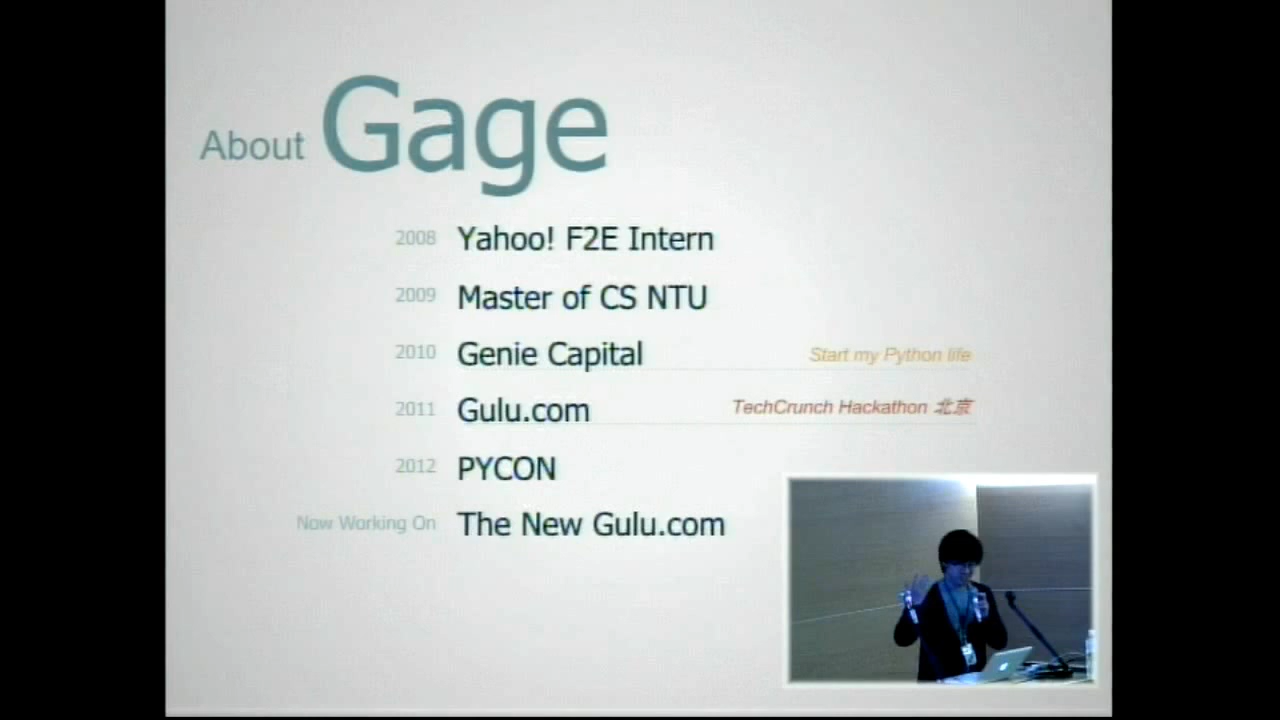 About Gage
2008 Yahoo! F2E Intern
2009 Master of CS NTU
2010 Genie Capital Start my Python life
2011 Gulu.com TechCrunch Hackathon 北京
2012 PYCON
Now Working On The New Gulu.com